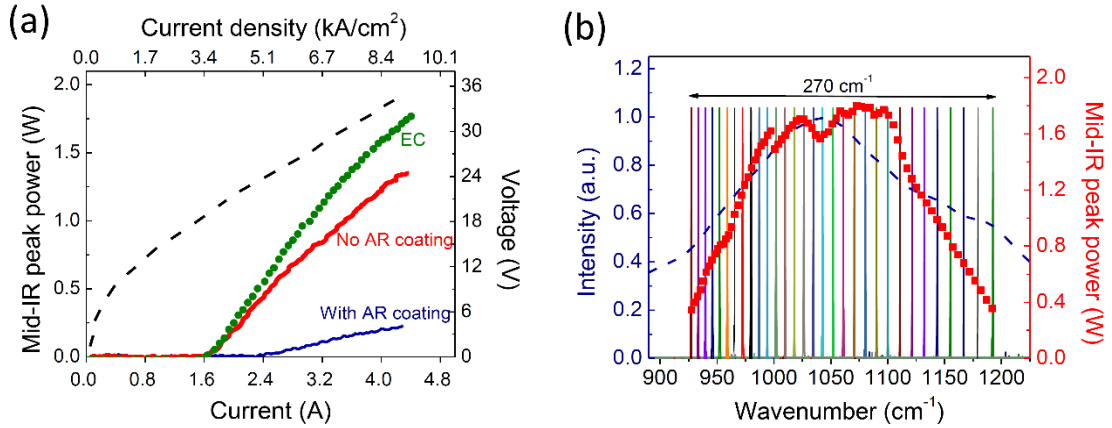 (a)
Current density (kA/cm²)
0.0 1.7 3.4 5.1 6.7 8.4 10.1
Mid-IR peak power (W)
2.0
1.5
1.0
0.5
0.0
EC
No AR coating
With AR coating
36
30
24
18
12
6
0
Voltage (V)
0.0 0.8 1.6 2.4 3.2 4.0 4.8
Current (A)
(b)
Intensity (a.u.)
1.2
1.0
0.8
0.6
0.4
0.2
0.0
270 cm⁻¹
2.0
1.6
1.2
0.8
0.4
0.0
Mid-IR peak power (W)
900 950 1000 1050 1100 1150 1200
Wavenumber (cm⁻¹)